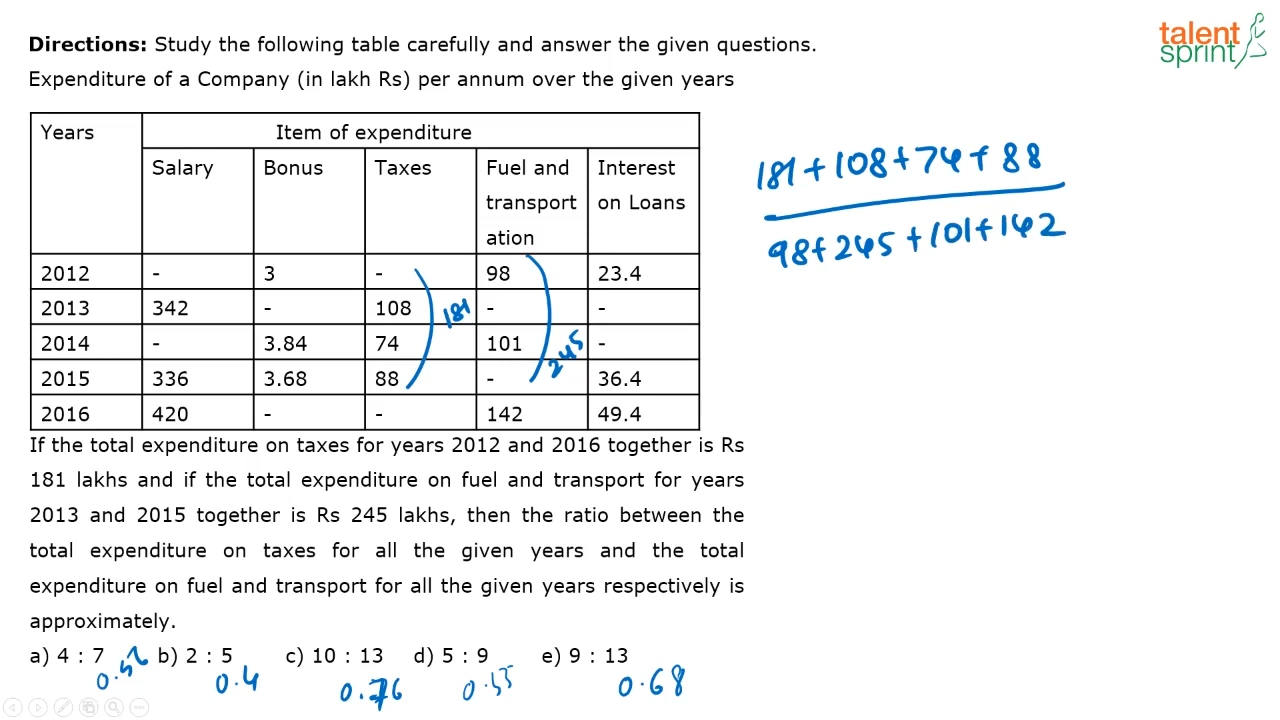 Directions: Study the following table carefully and answer the given questions.
talent
sprint
Expenditure of a Company (in lakh Rs) per annum over the given years
Years Item of expenditure
Salary Bonus Taxes Fuel and transport ation Interest on Loans
2012 - 3 - 98 23.4
2013 342 - 108 - -
2014 - 3.84 74 101 -
2015 336 3.68 88 - 36.4
2016 420 - - 142 49.4
181
245
181+108+74+88
98+245+101+142
If the total expenditure on taxes for years 2012 and 2016 together is Rs
181 lakhs and if the total expenditure on fuel and transport for years
2013 and 2015 together is Rs 245 lakhs, then the ratio between the
total expenditure on taxes for all the given years and the total
expenditure on fuel and transport for all the given years respectively is
approximately.
a) 4 : 7 b) 2 : 5 c) 10 : 13 d) 5 : 9 e) 9 : 13
0.4 0.76 0.55 0.68